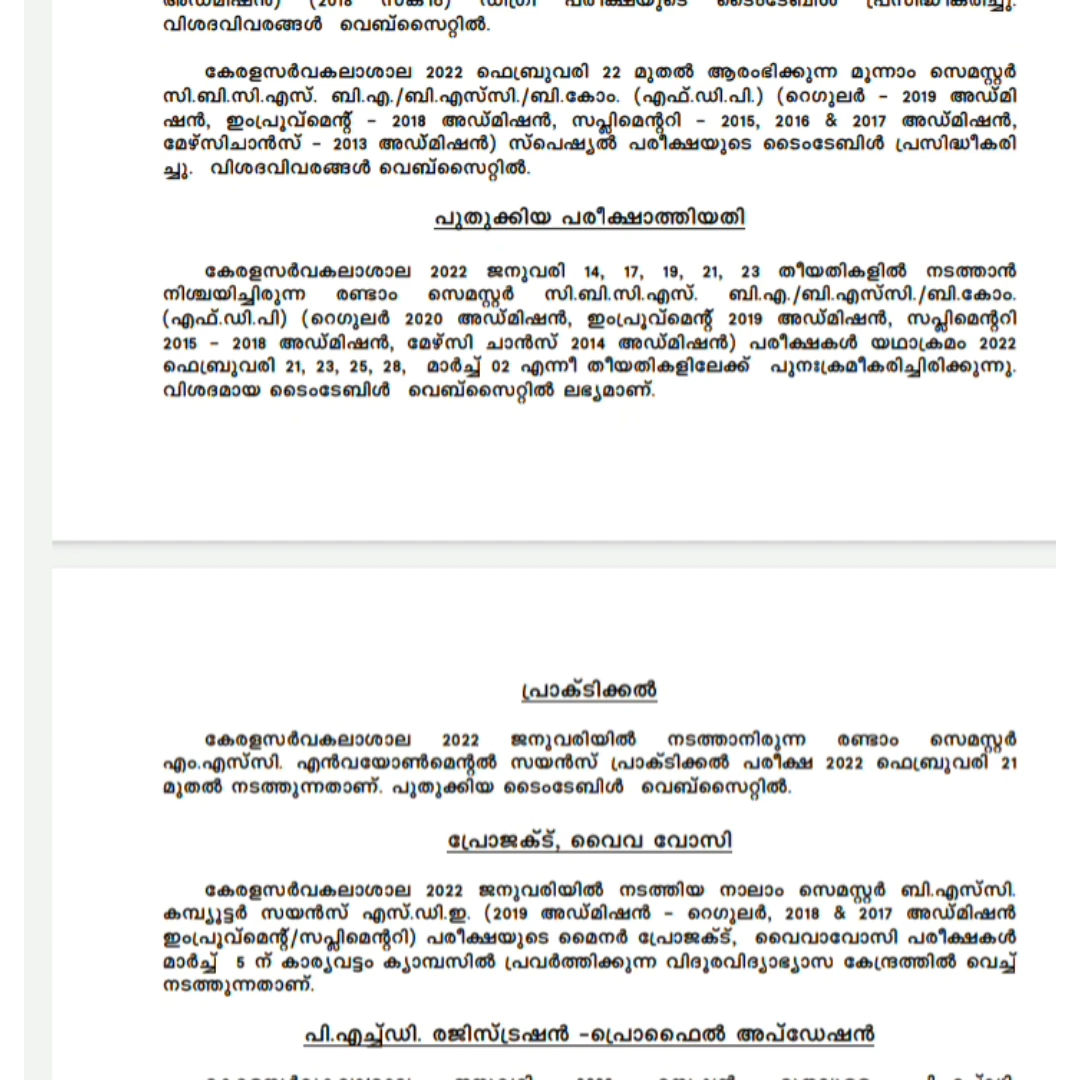 വിശദവിവരങ്ങൾ വെബ്സൈറ്റിൽ.
കേരളസർവകലാശാല 2022 ഫെബ്രുവരി 22 മുതൽ ആരംഭിക്കുന്ന മൂന്നാം സെമസ്റ്റർ
സി.ബി.സി.എസ്. ബി.എ./ബി.എസ്സി./ബി.കോം. (എഫ്.ഡി.പി.) (റെഗുലർ – 2019 അഡ്മി
ഷൻ, ഇംപ്രൂവ്മെന്റ് – 2018 അഡ്മിഷൻ, സപ്ലിമെന്ററി – 2015, 2016 & 2017 അഡ്മിഷൻ,
മേഴ്സിചാൻസ് – 2013 അഡ്മിഷൻ) സ്പെഷ്യൽ പരീക്ഷയുടെ ടൈംടേബിൾ പ്രസിദ്ധീകരി
ച്ചു. വിശദവിവരങ്ങൾ വെബ്സൈറ്റിൽ.
പുതുക്കിയ പരീക്ഷാത്തിയതി
കേരളസർവകലാശാല 2022 ജനുവരി 14, 17, 19, 21, 23 തീയതികളിൽ നടത്താൻ
നിശ്ചയിച്ചിരുന്ന രണ്ടാം സെമസ്റ്റർ സി.ബി.സി.എസ്. ബി.എ./ബി.എസ്സി./ബി.കോം.
(എഫ്.ഡി.പി) (റെഗുലർ 2020 അഡ്മിഷൻ, ഇംപ്രൂവ്മെന്റ് 2019 അഡ്മിഷൻ, സപ്ലിമെന്ററി
2015 – 2018 അഡ്മിഷൻ, മേഴ്സി ചാൻസ് 2014 അഡ്മിഷൻ) പരീക്ഷകൾ യഥാക്രമം 2022
ഫെബ്രുവരി 21, 23, 25, 28, മാർച്ച് 02 എന്നീ തീയതികളിലേക്ക് പുനഃക്രമീകരിച്ചിരിക്കുന്നു.
വിശദമായ ടൈംടേബിൾ വെബ്സൈറ്റിൽ ലഭ്യമാണ്.
പ്രാക്ടിക്കൽ
കേരളസർവകലാശാല 2022 ജനുവരിയിൽ നടത്താനിരുന്ന രണ്ടാം സെമസ്റ്റർ
എം.എസ്സി. എൻവയോൺമെന്റൽ സയൻസ് പ്രാക്ടിക്കൽ പരീക്ഷ 2022 ഫെബ്രുവരി 21
മുതൽ നടത്തുന്നതാണ്. പുതുക്കിയ ടൈംടേബിൾ വെബ്സൈറ്റിൽ.
പ്രോജക്ട്, വൈവ വോസി
കേരളസർവകലാശാല 2022 ജനുവരിയിൽ നടത്തിയ നാലാം സെമസ്റ്റർ ബി.എസ്സി.
കമ്പ്യൂട്ടർ സയൻസ് എസ്.ഡി.ഇ. (2019 അഡ്മിഷൻ – റെഗുലർ, 2018 & 2017 അഡ്മിഷൻ
ഇംപ്രൂവ്മെന്റ്/സപ്ലിമെന്ററി) പരീക്ഷയുടെ മൈനർ പ്രോജക്ട്, വൈവാവോസി പരീക്ഷകൾ
മാർച്ച് 5 ന് കാര്യവട്ടം ക്യാമ്പസിൽ പ്രവർത്തിക്കുന്ന വിദൂരവിദ്യാഭ്യാസ കേന്ദ്രത്തിൽ വെച്ച്
നടത്തുന്നതാണ്.
പി.എച്ച്ഡി. രജിസ്ട്രഷൻ –പ്രൊഫൈൽ അപ്ഡേഷൻ